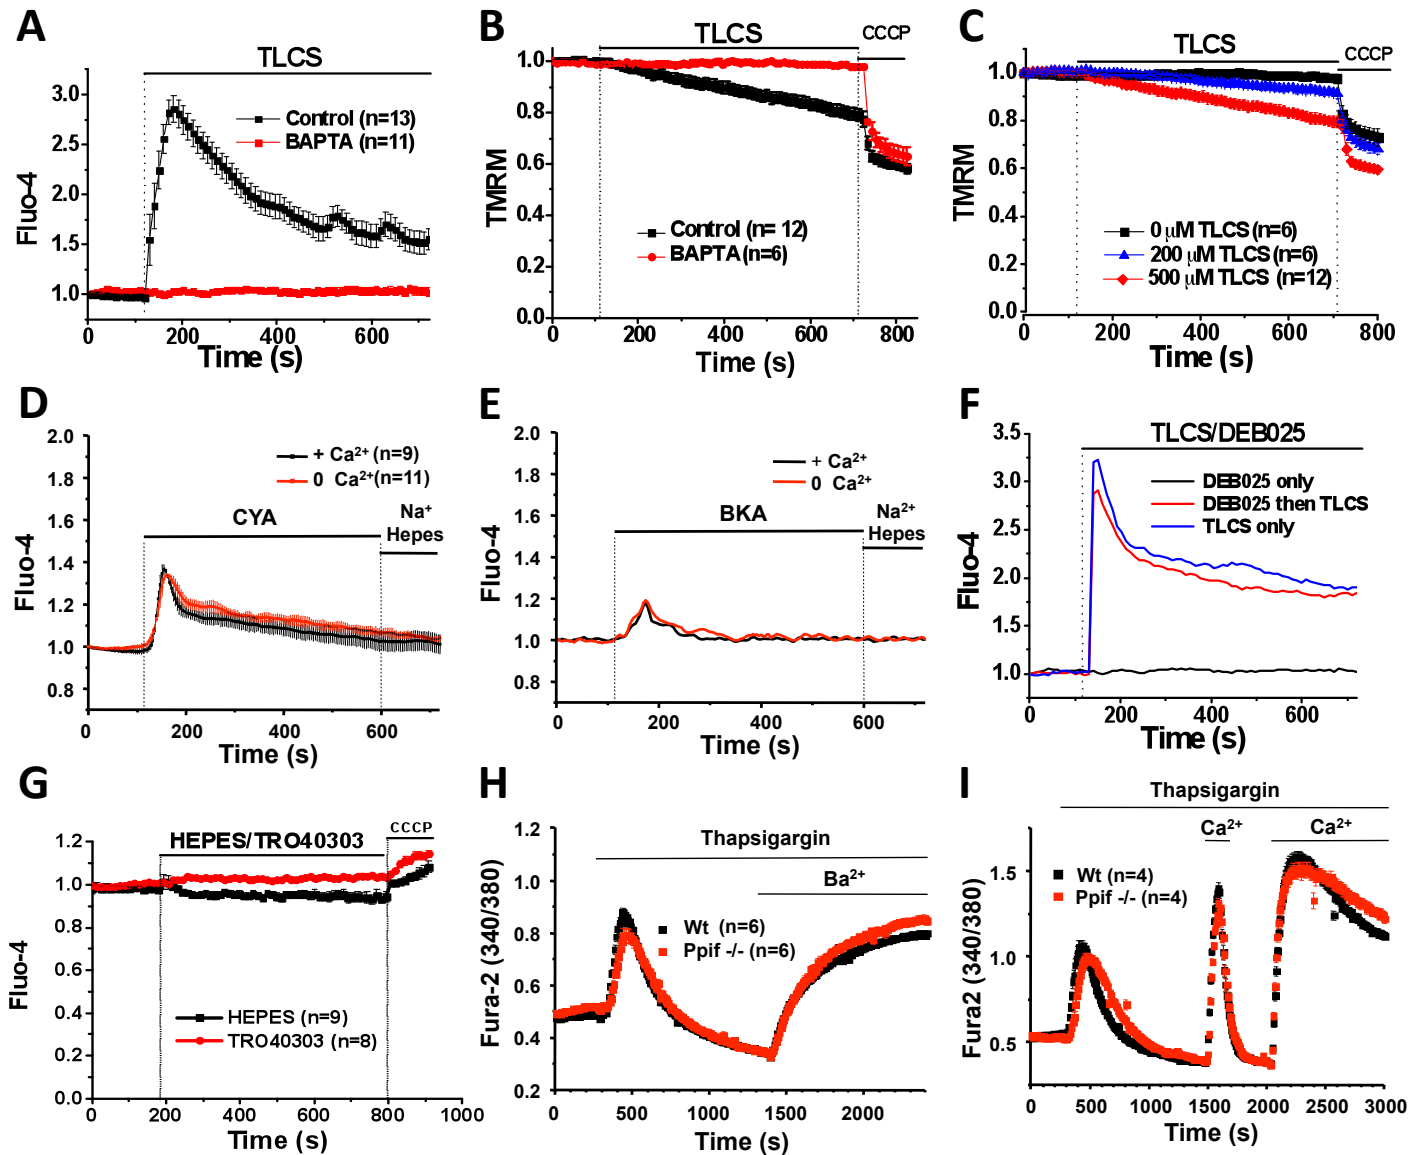 A
TLCS
3.0
2.5
2.0
1.5
1.0
Fluo-4
Control (n=13)
BAPTA (n=11)
0
200
400
600
Time (s)
B
TLCS
CCCP
1.0
0.8
0.6
0.4
0.2
0.0
TMRM
Control (n= 12)
BAPTA(n=6)
0
200
400
600
800
Time (s)
C
TLCS
CCCP
1.0
0.8
0.6
0.4
0.2
0.0
TMRM
0 μM TLCS (n=6)
200 μM TLCS (n=6)
500 μM TLCS (n=12)
0
200
400
600
800
Time (s)
D
2.0
1.8
1.6
1.4
1.2
1.0
0.8
Fluo-4
+ Ca²⁺ (n=9)
0 Ca²⁺(n=11)
CYA
Na⁺
Hepes
0
200
400
600
Time (s)
E
2.0
1.8
1.6
1.4
1.2
1.0
0.8
Fluo-4
+ Ca²⁺
0 Ca²⁺
BKA
Na²⁺
Hepes
0
200
400
600
Time (s)
F
3.5
3.0
2.5
2.0
1.0
Fluo-4
TLCS/DEB025
DEB025 only
DEB025 then TLCS
TLCS only
0
200
400
600
Time (s)
G
1.2
1.0
0.8
0.6
0.4
0.2
0.0
Fluo-4
HEPES/TRO40303
CCCP
HEPES (n=9)
TRO40303 (n=8)
0
200
400
600
800
1000
Time (s)
H
1.2
1.0
0.8
0.6
0.4
0.2
Fura-2 (340/380)
Thapsigargin
Ba²⁺
Wt (n=6)
Ppif -/- (n=6)
0
500
1000
1500
2000
Time (s)
I
Thapsigargin
Ca²⁺
Ca²⁺
1.5
1.0
0.5
Fura2 (340/380)
Wt (n=4)
Ppif -/- (n=4)
0
500
1000
1500
2000
2500
3000
Time (s)